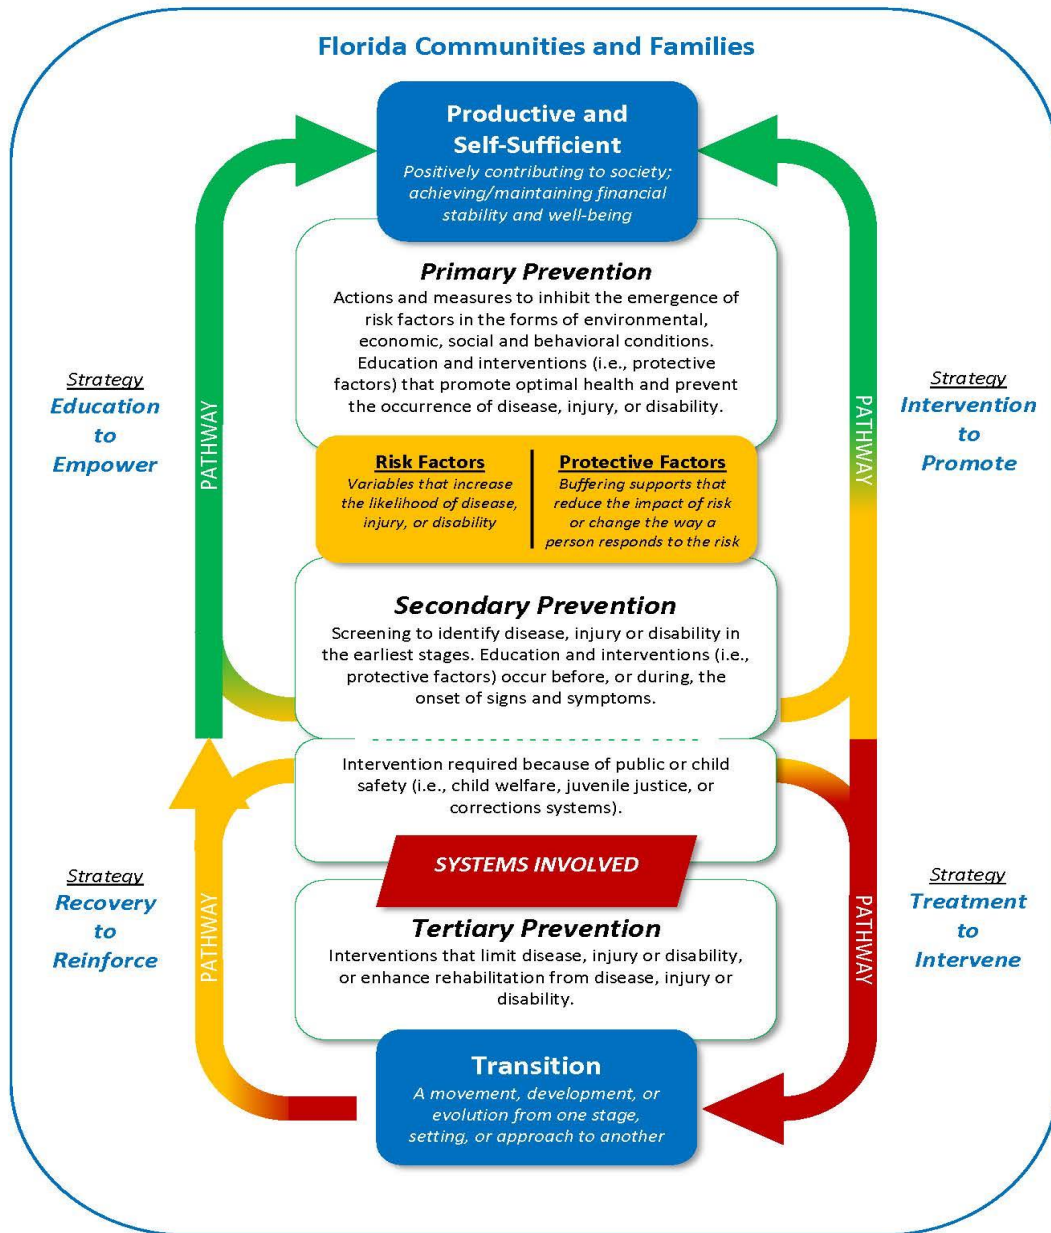 Florida Communities and Families
Productive and
Self-Sufficient
Positively contributing to society;
achieving/maintaining financial
stability and well-being
Primary Prevention
Actions and measures to inhibit the emergence of
risk factors in the forms of environmental,
economic, social and behavioral conditions.
Education and interventions (i.e., protective
factors) that promote optimal health and prevent
the occurrence of disease, injury, or disability.
Strategy
Education
to
Empower
PATHWAY
Strategy
Intervention
to
Promote
PATHWAY
Risk Factors
Variables that increase
the likelihood of disease,
injury, or disability
Protective Factors
Buffering supports that
reduce the impact of risk
or change the way a
person responds to the risk
Secondary Prevention
Screening to identify disease, injury or disability in
the earliest stages. Education and interventions (i.e.,
protective factors) occur before, or during, the
onset of signs and symptoms.
Intervention required because of public or child
safety (i.e., child welfare, juvenile justice, or
corrections systems).
SYSTEMS INVOLVED
Strategy
Recovery
to
Reinforce
PATHWAY
Strategy
Treatment
to
Intervene
PATHWAY
Tertiary Prevention
Interventions that limit disease, injury or disability,
or enhance rehabilitation from disease, injury or
disability.
Transition
A movement, development, or
evolution from one stage,
setting, or approach to another